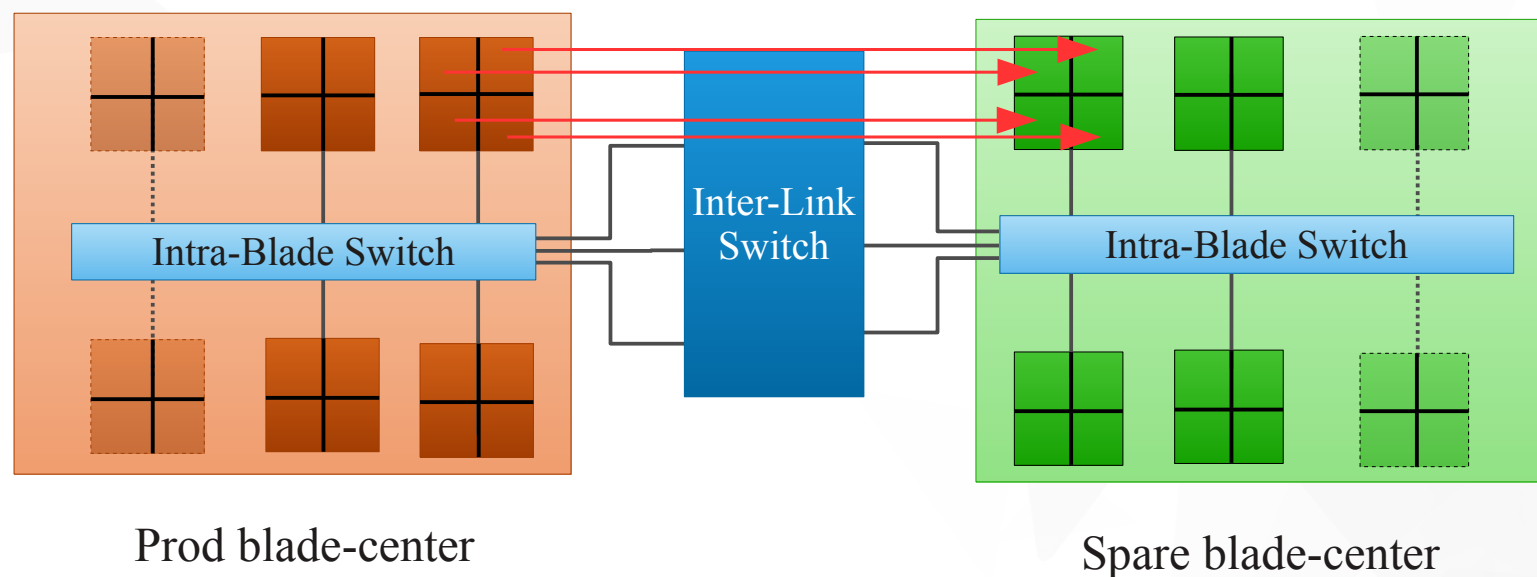 Inter-Link
Switch
Intra-Blade Switch
Intra-Blade Switch
Prod blade-center
Spare blade-center